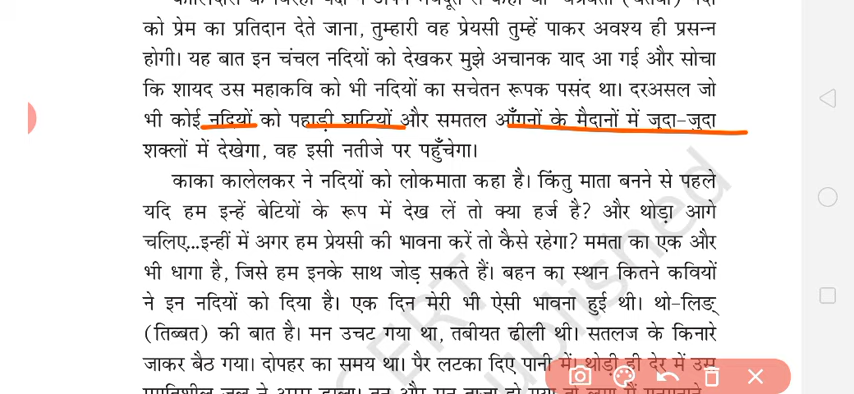 को प्रेम का प्रतिदान देते जाना, तुम्हारी वह प्रेयसी तुम्हें पाकर अवश्य ही प्रसन्न
होगी। यह बात इन चंचल नदियों को देखकर मुझे अचानक याद आ गई और सोचा
कि शायद उस महाकवि को भी नदियों का सचेतन रूपक पसंद था। दरअसल जो
भी कोई नदियों को पहाड़ी घाटियों और समतल आँगनों के मैदानों में जुदा-जुदा
शक्लों में देखेगा, वह इसी नतीजे पर पहुँचेगा।
काका कालेलकर ने नदियों को लोकमाता कहा है। किंतु माता बनने से पहले
यदि हम इन्हें बेटियों के रूप में देख लें तो क्या हर्ज है? और थोड़ा आगे
चलिए...इन्हीं में अगर हम प्रेयसी की भावना करें तो कैसे रहेगा? ममता का एक और
भी धागा है, जिसे हम इनके साथ जोड़ सकते हैं। बहन का स्थान कितने कवियों
ने इन नदियों को दिया है। एक दिन मेरी भी ऐसी भावना हुई थी। थो-लिङ्
(तिब्बत) की बात है। मन उचट गया था, तबीयत ढीली थी। सतलज के किनारे
जाकर बैठ गया। दोपहर का समय था। पैर लटका दिए पानी में। थोड़ी ही देर में उस